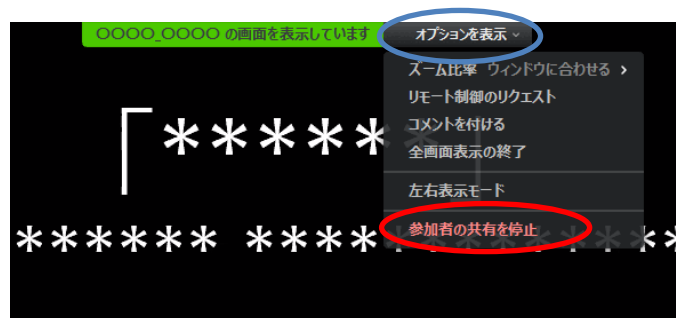 〇〇〇〇_〇〇〇〇 の画面を表示しています オプションを表示
ズーム比率 ウィンドウに合わせる
リモート制御のリクエスト
コメントを付ける
全画面表示の終了
左右表示モード
参加者の共有を停止
「*****」
****** ************